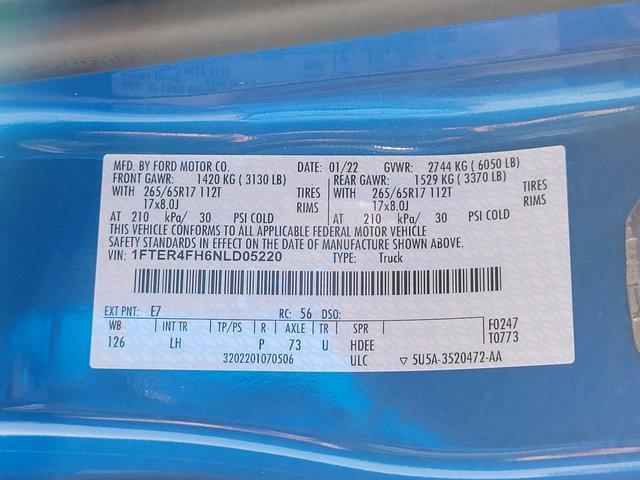 MFD. BY FORD MOTOR CO. DATE: 01/22 GVWR: 2744 KG ( 6050 LB)
FRONT GAWR: 1420 KG ( 3130 LB) REAR GAWR: 1529 KG ( 3370 LB)
WITH 265/65R17 112T TIRES WITH 265/65R17 112T TIRES
17x8.0J RIMS 17x8.0J RIMS
AT 210 kPa/ 30 PSI COLD AT 210 kPa/ 30 PSI COLD
THIS VEHICLE CONFORMS TO ALL APPLICABLE FEDERAL MOTOR VEHICLE
SAFETY STANDARDS IN EFFECT ON THE DATE OF MANUFACTURE SHOWN ABOVE.
VIN: 1FTER4FH6NLD05220 TYPE: Truck
EXT PNT: E7 RC: 56 DSO:
WB INT TR TP/PS R AXLE TR SPR F0247
126 LH P 73 U HDEE T0773
3202201070506 ULC ▽ 5U5A-3520472-AA